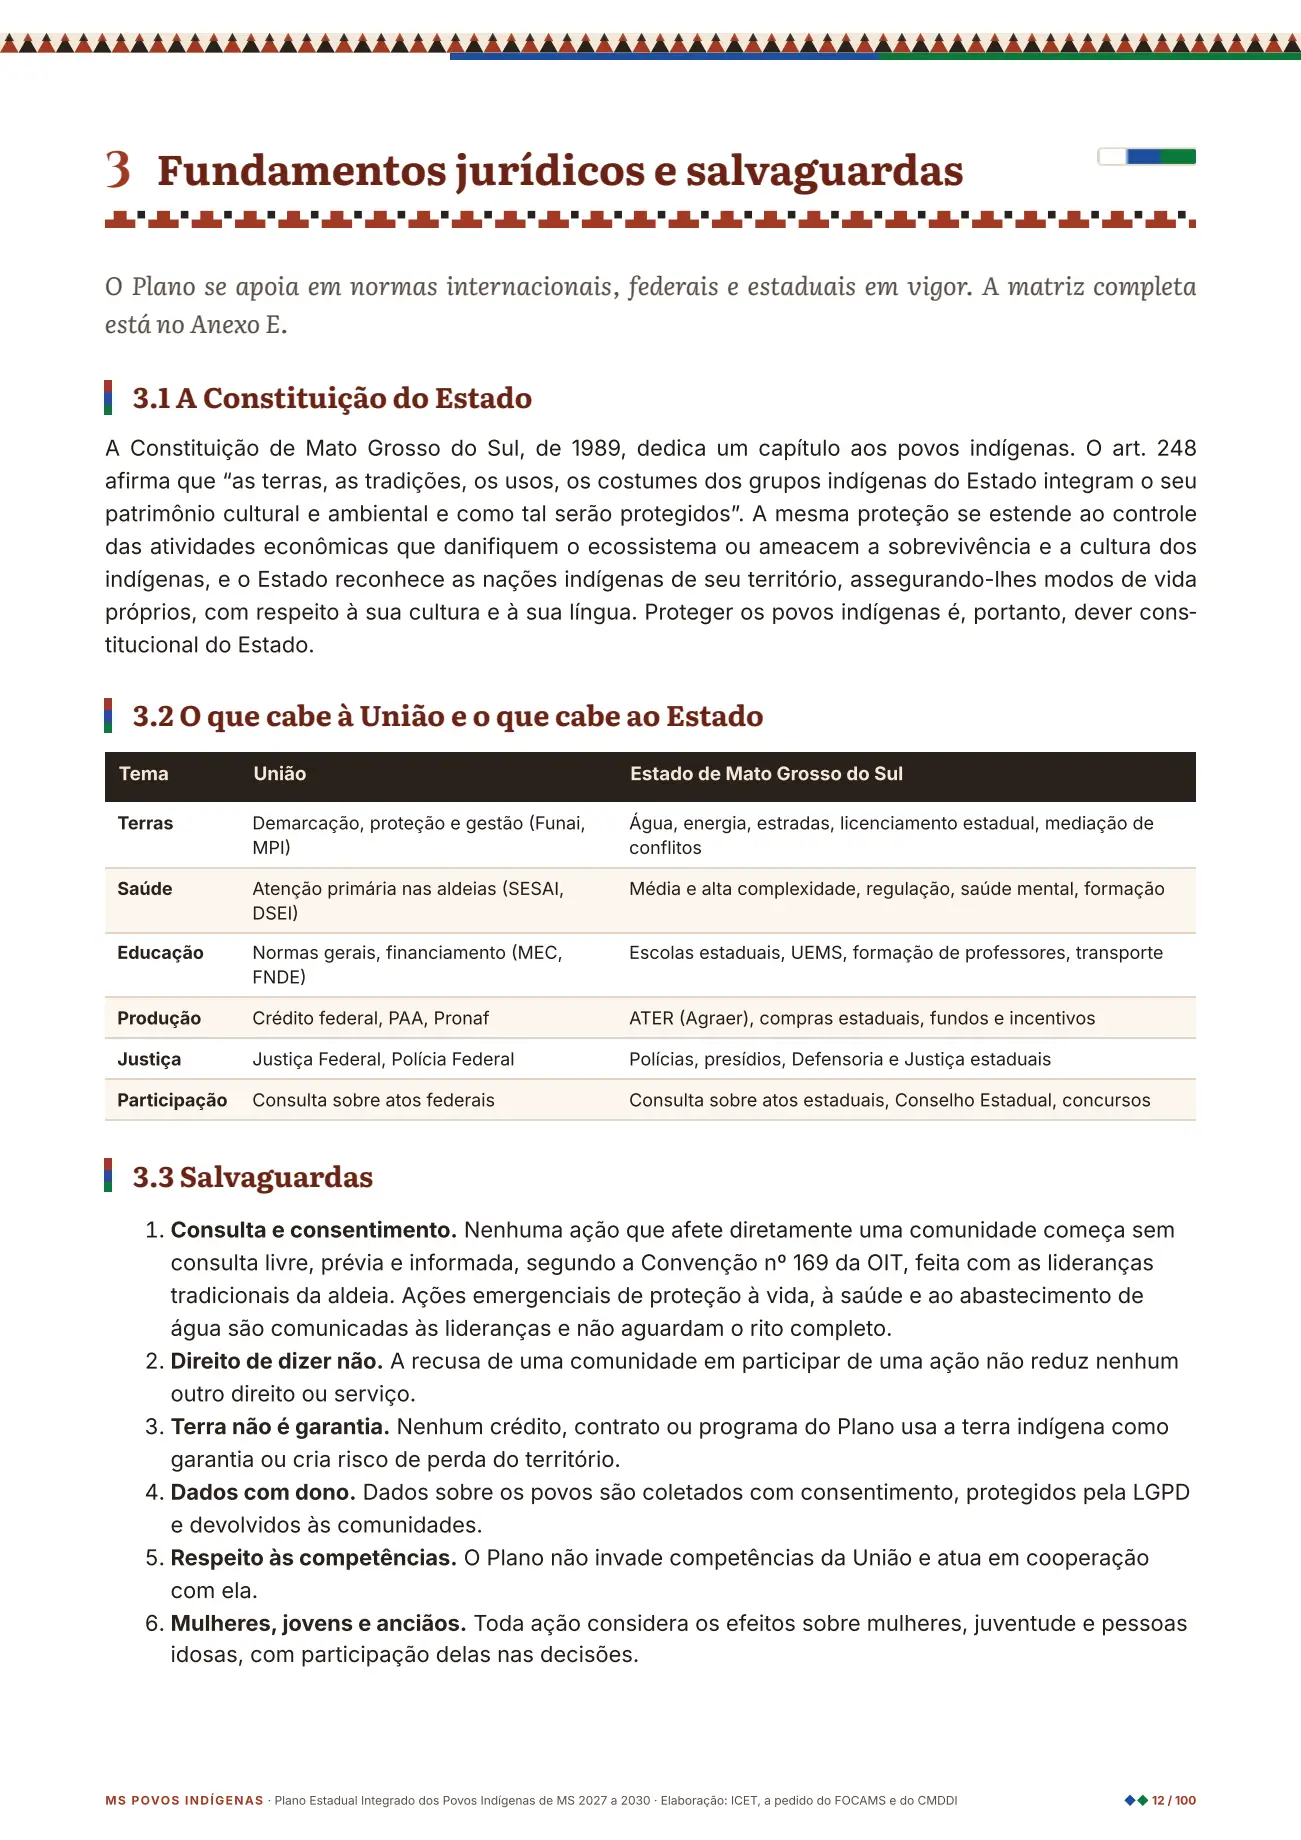 3 Fundamentos jurídicos e salvaguardas
O Plano se apoia em normas internacionais, federais e estaduais em vigor. A matriz completa
está no Anexo E.
3.1 A Constituição do Estado
A Constituição de Mato Grosso do Sul, de 1989, dedica um capítulo aos povos indígenas. O art. 248
afirma que “as terras, as tradições, os usos, os costumes dos grupos indígenas do Estado integram o seu
patrimônio cultural e ambiental e como tal serão protegidos”. A mesma proteção se estende ao controle
das atividades econômicas que danifiquem o ecossistema ou ameacem a sobrevivência e a cultura dos
indígenas, e o Estado reconhece as nações indígenas de seu território, assegurando-lhes modos de vida
próprios, com respeito à sua cultura e à sua língua. Proteger os povos indígenas é, portanto, dever cons-
titucional do Estado.
3.2 O que cabe à União e o que cabe ao Estado
Tema União Estado de Mato Grosso do Sul
Terras Demarcação, proteção e gestão (Funai, Água, energia, estradas, licenciamento estadual, mediação de
MPI) conflitos
Saúde Atenção primária nas aldeias (SESAI, Média e alta complexidade, regulação, saúde mental, formação
DSEI)
Educação Normas gerais, financiamento (MEC, Escolas estaduais, UEMS, formação de professores, transporte
FNDE)
Produção Crédito federal, PAA, Pronaf ATER (Agraer), compras estaduais, fundos e incentivos
Justiça Justiça Federal, Polícia Federal Polícias, presídios, Defensoria e Justiça estaduais
Participação Consulta sobre atos federais Consulta sobre atos estaduais, Conselho Estadual, concursos
3.3 Salvaguardas
1. Consulta e consentimento. Nenhuma ação que afete diretamente uma comunidade começa sem
consulta livre, prévia e informada, segundo a Convenção nº 169 da OIT, feita com as lideranças
tradicionais da aldeia. Ações emergenciais de proteção à vida, à saúde e ao abastecimento de
água são comunicadas às lideranças e não aguardam o rito completo.
2. Direito de dizer não. A recusa de uma comunidade em participar de uma ação não reduz nenhum
outro direito ou serviço.
3. Terra não é garantia. Nenhum crédito, contrato ou programa do Plano usa a terra indígena como
garantia ou cria risco de perda do território.
4. Dados com dono. Dados sobre os povos são coletados com consentimento, protegidos pela LGPD
e devolvidos às comunidades.
5. Respeito às competências. O Plano não invade competências da União e atua em cooperação
com ela.
6. Mulheres, jovens e anciãos. Toda ação considera os efeitos sobre mulheres, juventude e pessoas
idosas, com participação delas nas decisões.
MS POVOS INDÍGENAS · Plano Estadual Integrado dos Povos Indígenas de MS 2027 a 2030 · Elaboração: ICET, a pedido do FOCAMS e do CMDDI 12 / 100